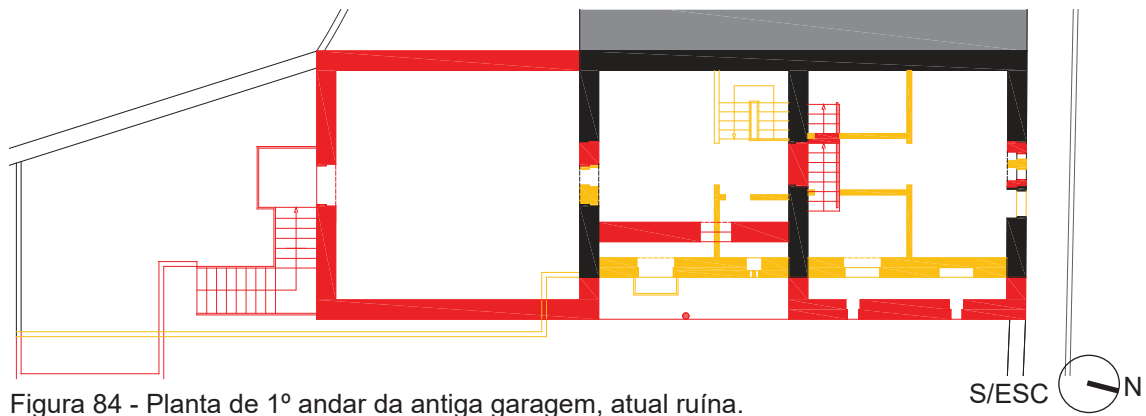 S/ESC
N
Figura 84 - Planta de 1º andar da antiga garagem, atual ruína.